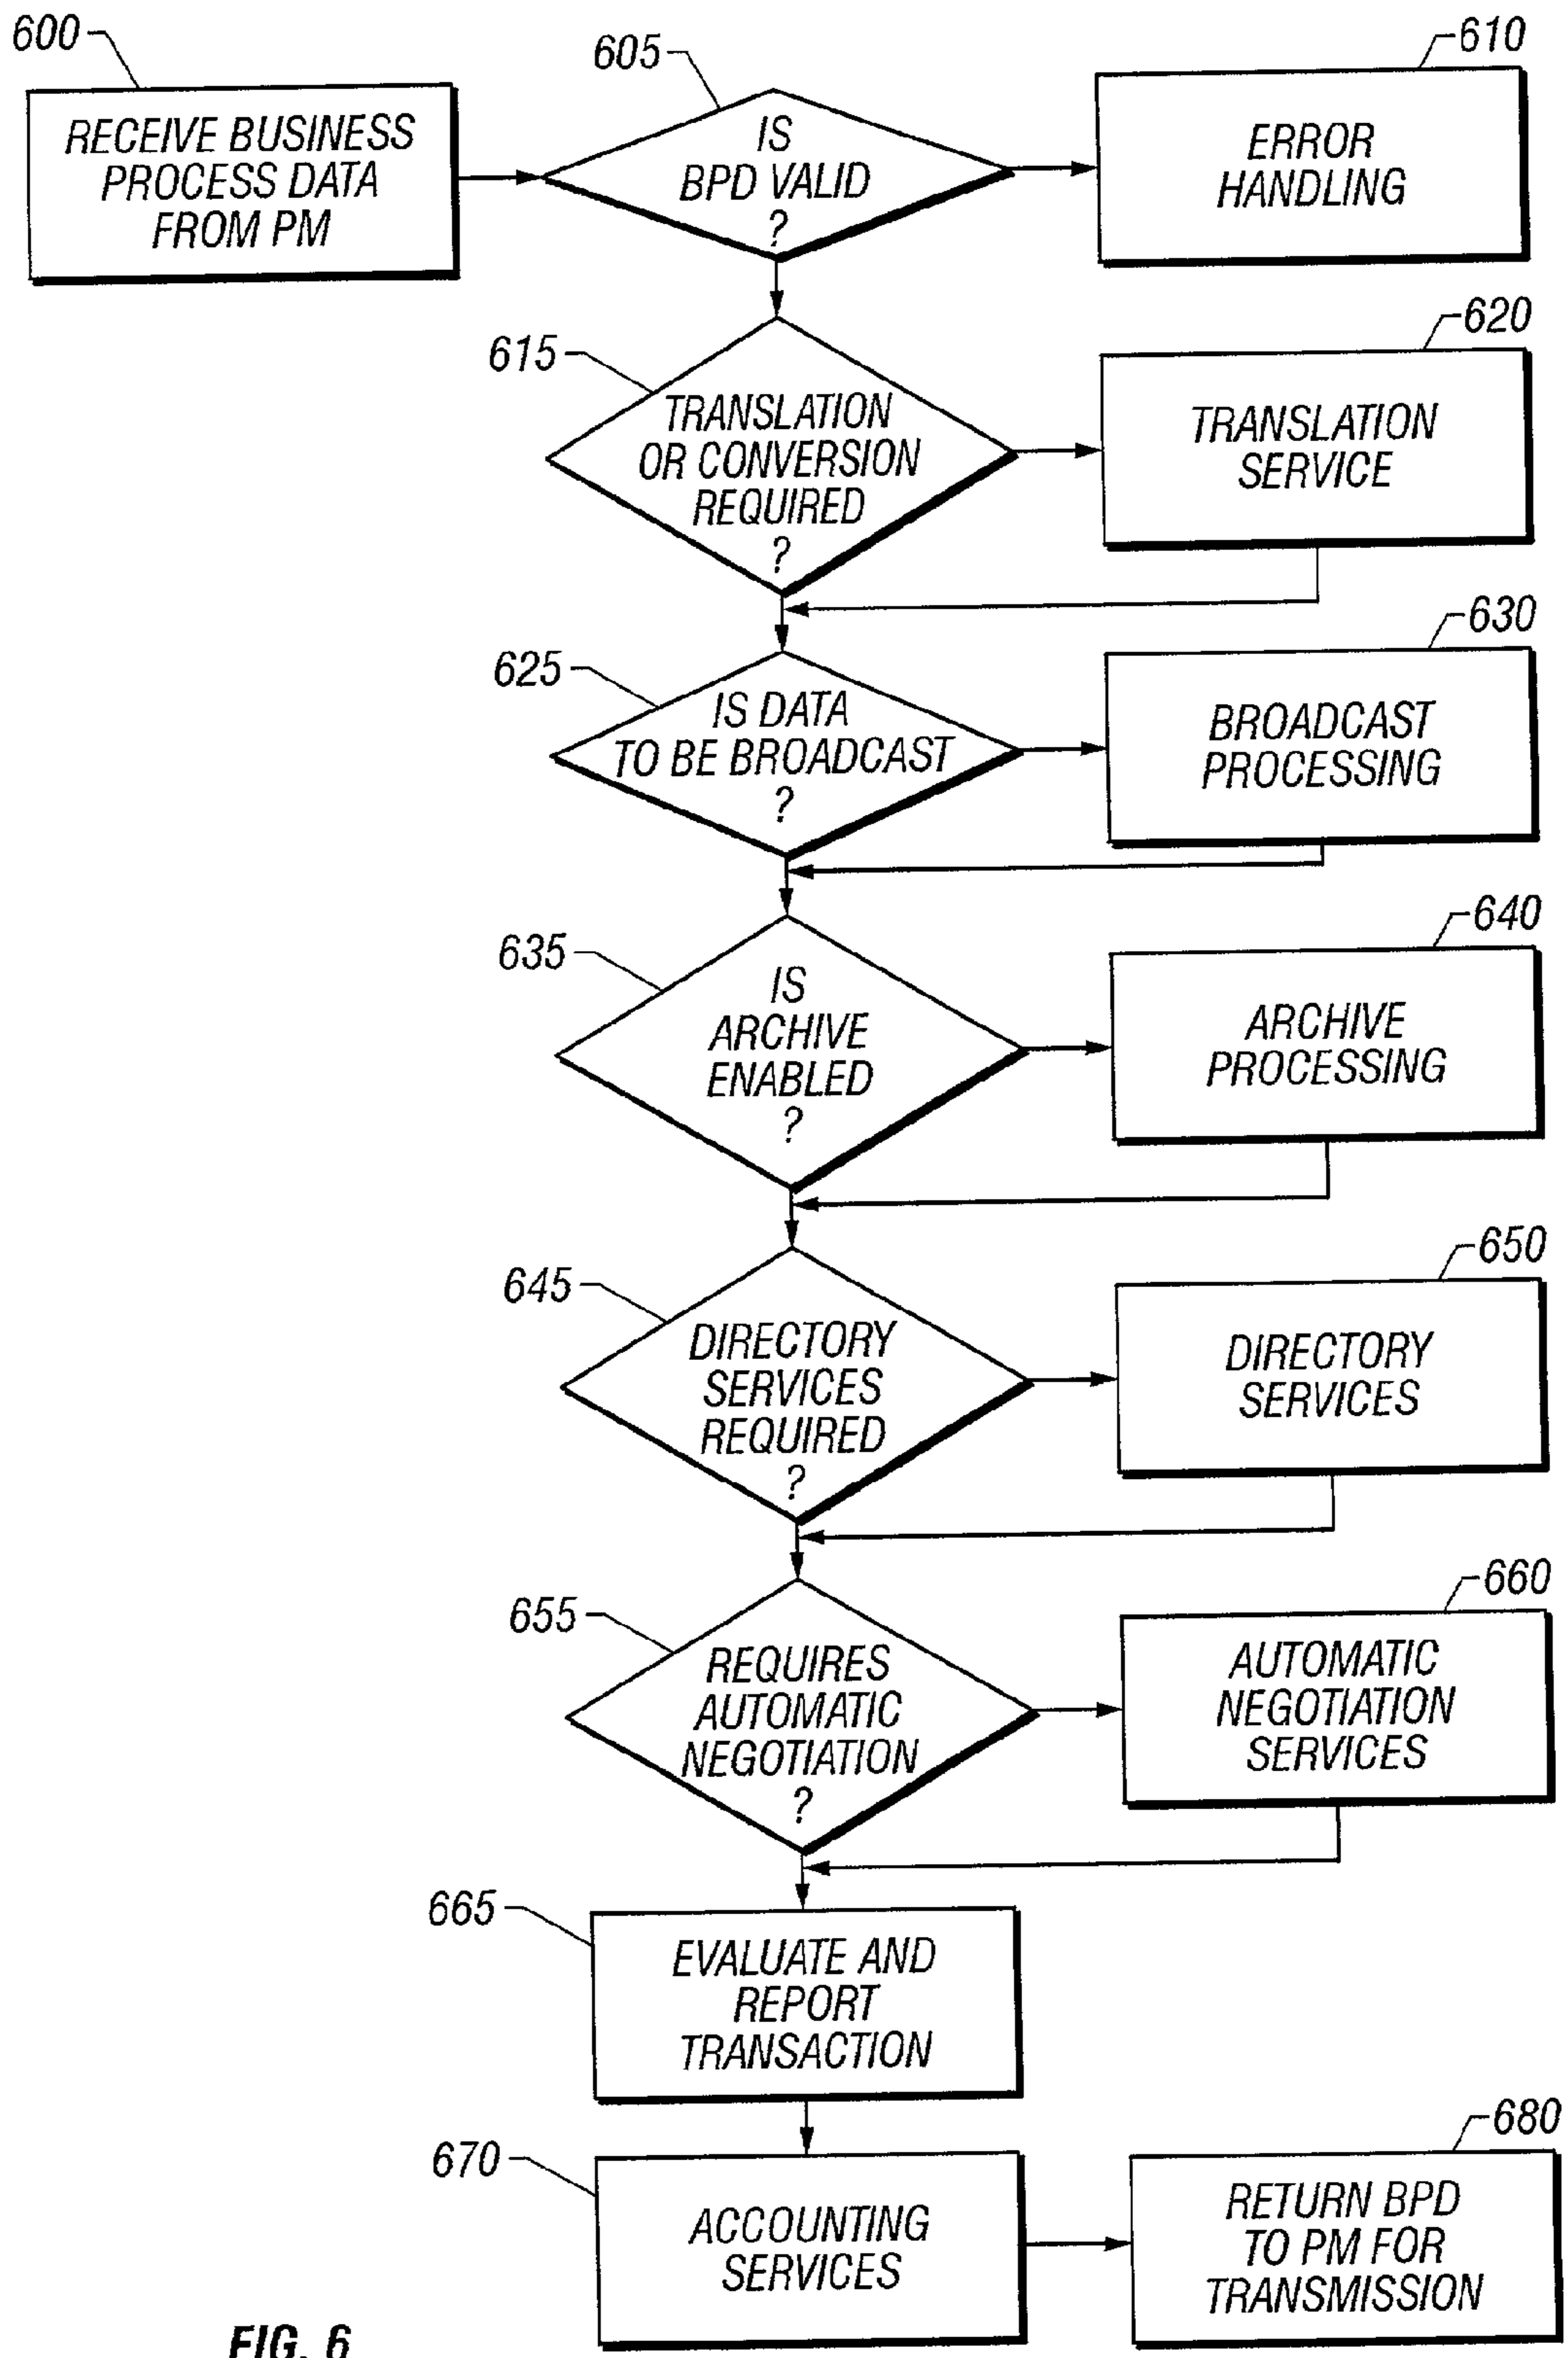 600
RECEIVE BUSINESS
PROCESS DATA
FROM PM
605
IS
BPD VALID
?
610
ERROR
HANDLING
615
TRANSLATION
OR CONVERSION
REQUIRED
?
620
TRANSLATION
SERVICE
625
IS DATA
TO BE BROADCAST
?
630
BROADCAST
PROCESSING
635
IS
ARCHIVE
ENABLED
?
640
ARCHIVE
PROCESSING
645
DIRECTORY
SERVICES
REQUIRED
?
650
DIRECTORY
SERVICES
655
REQUIRES
AUTOMATIC
NEGOTIATION
?
660
AUTOMATIC
NEGOTIATION
SERVICES
665
EVALUATE AND
REPORT
TRANSACTION
670
ACCOUNTING
SERVICES
680
RETURN BPD
TO PM FOR
TRANSMISSION
FIG. 6